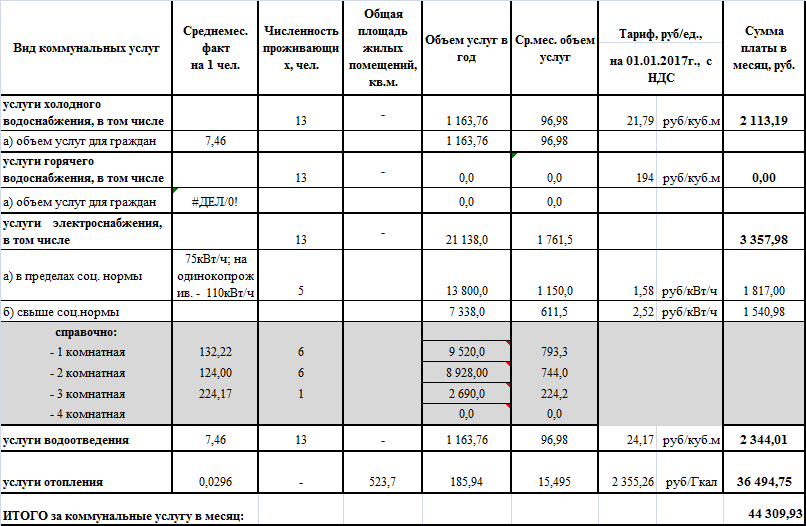 Вид коммунальных услуг Среднемес. факт на 1 чел. Численность проживающи х, чел. Общая площадь жилых помещений, кв.м. Объем услуг в год Ср.мес. объем услуг Тариф, руб/ед., на 01.01.2017г., с НДС Сумма платы в месяц, руб.
услуги холодного
водоснабжения, в том числе 13 - 1 163,76 96,98 21,79 руб/куб.м 2 113,19
а) объем услуг для граждан 7,46 1 163,76 96,98
услуги горячего
водоснабжения, в том числе 13 - 0,0 0,0 194 руб/куб.м 0,00
а) объем услуг для граждан #ДЕЛ/0! 0,0 0,0
услуги электроснабжения,
в том числе 13 - 21 138,0 1 761,5 3 357,98
а) в пределах соц. нормы 75кВт/ч; на одинокопрож ив. - 110кВт/ч 5 13 800,0 1 150,0 1,58 руб/кВт/ч 1 817,00
б) свыше соц.нормы 7 338,0 611,5 2,52 руб/кВт/ч 1 540,98
справочно:
- 1 комнатная 132,22 6 9 520,0 793,3
- 2 комнатная 124,00 6 8 928,00 744,0
- 3 комнатная 224,17 1 2 690,0 224,2
- 4 комнатная 0,0 0,0
услуги водоотведения 7,46 13 - 1 163,76 96,98 24,17 руб/куб.м 2 344,01
услуги отопления 0,0296 - 523,7 185,94 15,495 2 355,26 руб/Гкал 36 494,75
ИТОГО за коммунальные услугу в месяц: 44 309,93